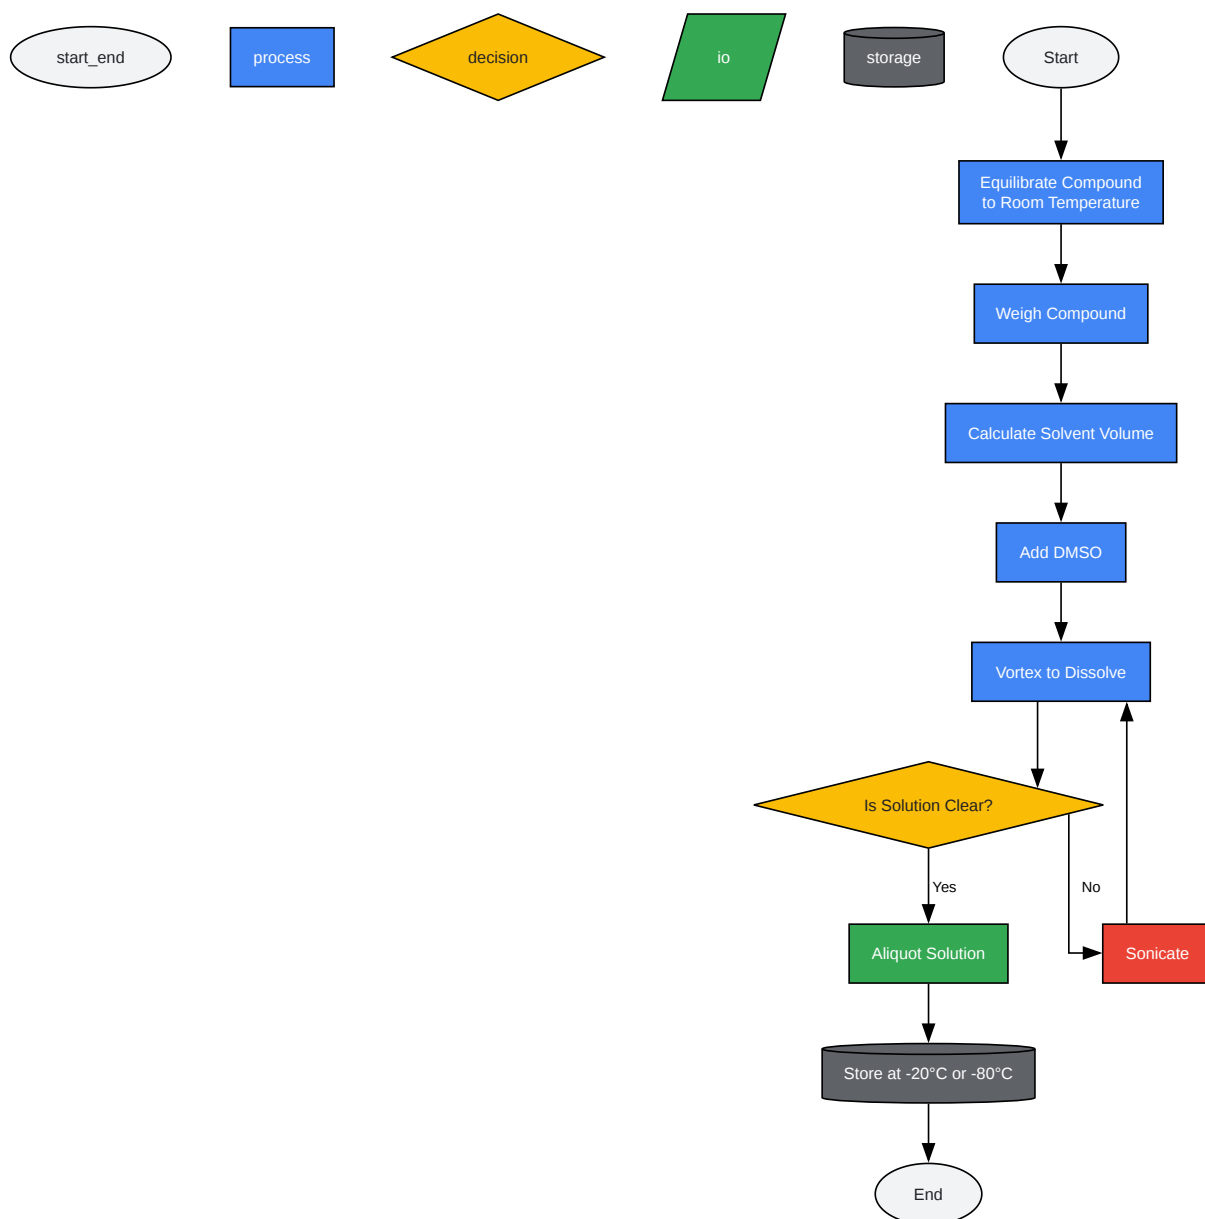 start_end
process
decision
io
storage
Start
Equilibrate Compound
to Room Temperature
Weigh Compound
Calculate Solvent Volume
Add DMSO
Vortex to Dissolve
Is Solution Clear?
Yes
No
Aliquot Solution
Sonicate
Store at -20°C or -80°C
End